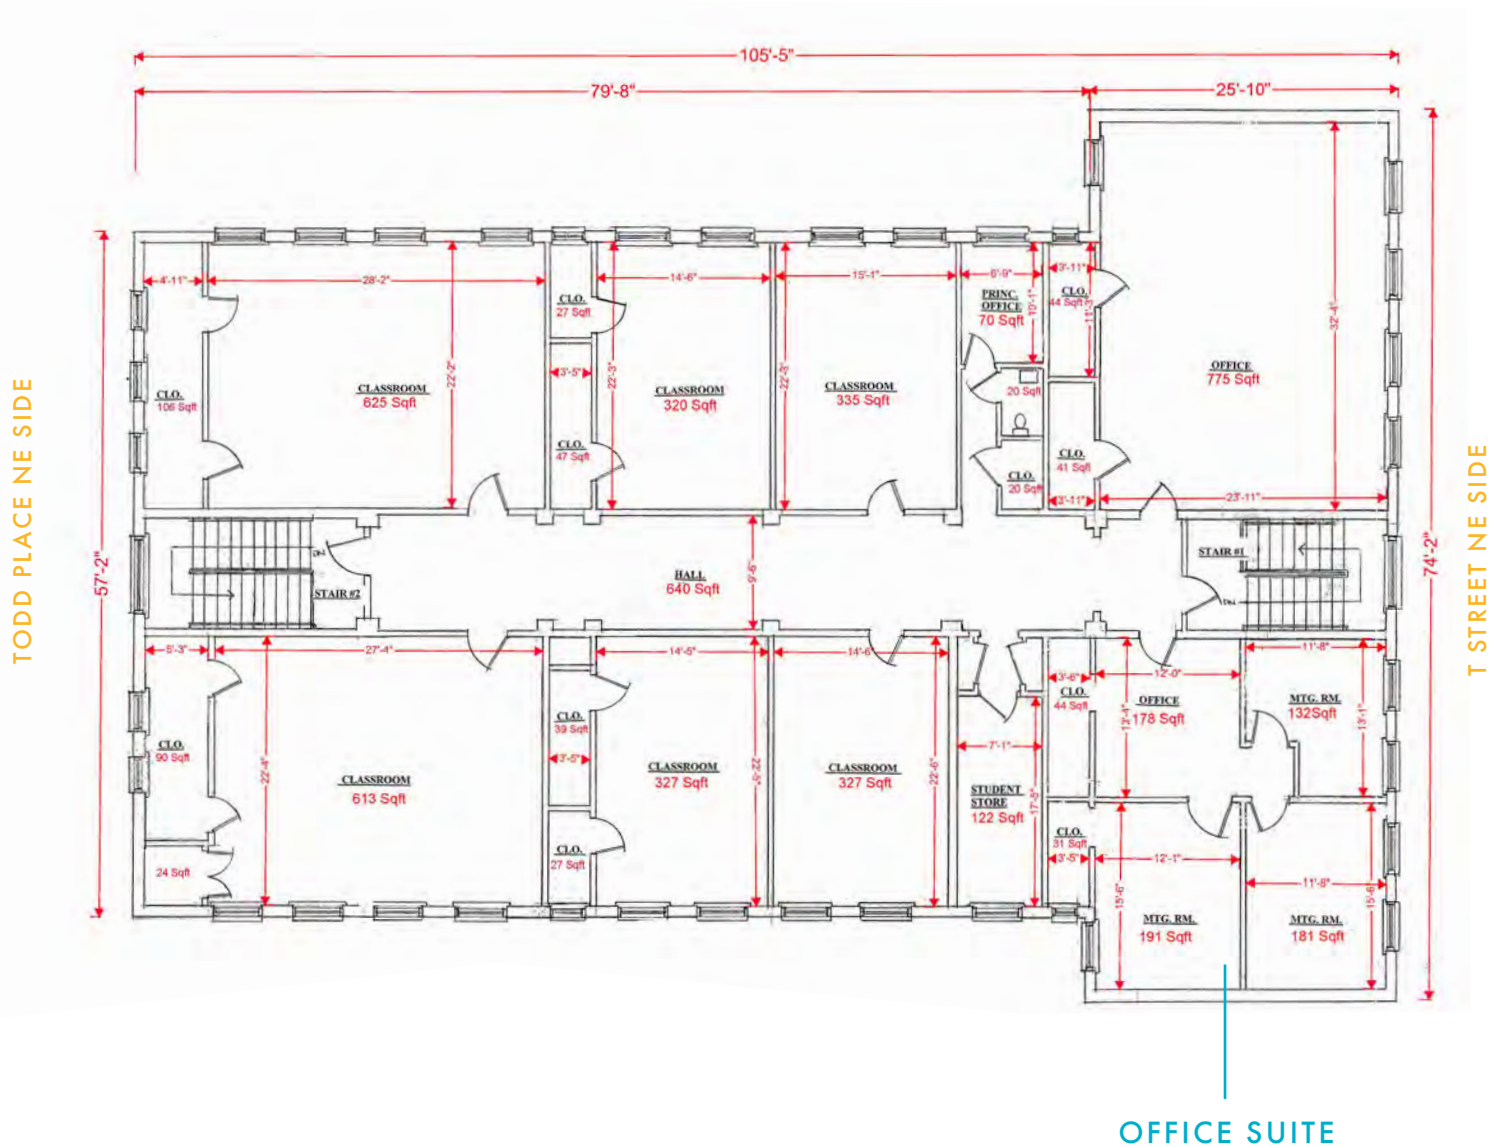 105'-5"
79'-8"
25'-10"
TODD PLACE NE SIDE
T STREET NE SIDE
57'-2"
74'-2"
4'-11"
28'-2"
14'-6"
15'-1"
6'-9"
3'-11"
CLO.
27 Sqft
PRINC.
OFFICE
70 Sqft
10'-1"
CLO.
44 Sqft
11'-3"
32'-4"
22'-2"
3'-5"
22'-3"
22'-3"
CLO.
106 Sqft
CLASSROOM
625 Sqft
CLASSROOM
320 Sqft
CLASSROOM
335 Sqft
20 Sqft
OFFICE
775 Sqft
CLO.
47 Sqft
CLO.
20 Sqft
CLO.
41 Sqft
3'-11"
23'-11"
STAIR #2
HALL
640 Sqft
9'-6"
STAIR #1
5'-3"
27'-4"
14'-5"
14'-6"
3'-6"
CLO.
44 Sqft
12'-0"
OFFICE
178 Sqft
13'-4"
11'-8"
MTG. RM.
132Sqft
13'-1"
CLO.
39 Sqft
3'-5"
CLO.
90 Sqft
22'-4"
CLASSROOM
613 Sqft
CLASSROOM
327 Sqft
22'-5"
CLASSROOM
327 Sqft
22'-6"
7'-1"
STUDENT
STORE
122 Sqft
17'-5"
CLO.
31 Sqft
3'-5"
12'-1"
15'-6"
11'-8"
15'-6"
24 Sqft
CLO.
27 Sqft
MTG. RM.
191 Sqft
MTG. RM.
181 Sqft
OFFICE SUITE